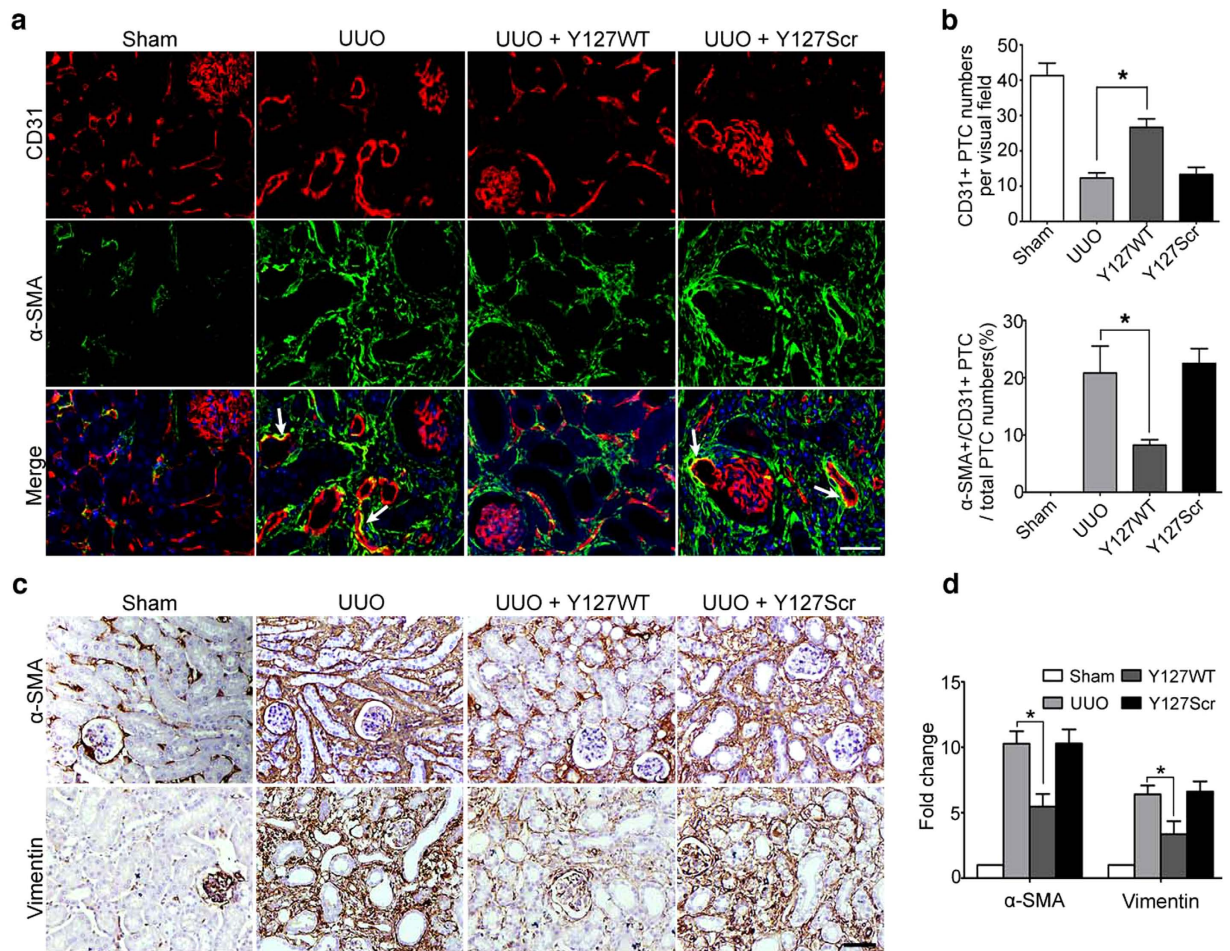 a
Sham UUO UUO + Y127WT UUO + Y127Scr
CD31
α-SMA
Merge
b
CD31+ PTC numbers
per visual field
50
40
30
20
10
0
*
Sham
UUO
Y127WT
Y127Scr
α-SMA+/CD31+ PTC
/ total PTC numbers(%)
30
20
10
0
*
Sham
UUO
Y127WT
Y127Scr
c
Sham UUO UUO + Y127WT UUO + Y127Scr
α-SMA
Vimentin
d
Sham Y127WT
UUO Y127Scr
Fold change
15
10
5
0
*
*
α-SMA Vimentin